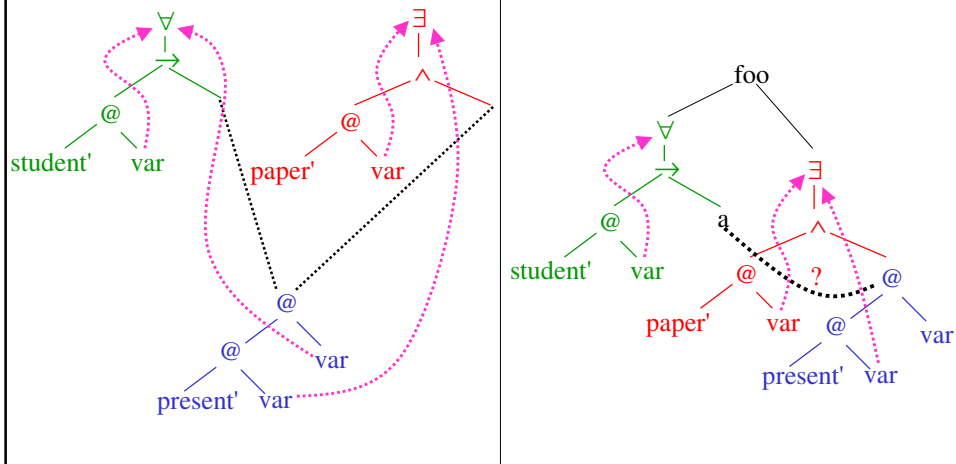 ∀ ∃
→ ∧
@ @
student' var paper' var
@
@ var
present' var
foo
∀
→ ∃
@ a ∧
student' var @ ? @
paper' var @ var
present' var